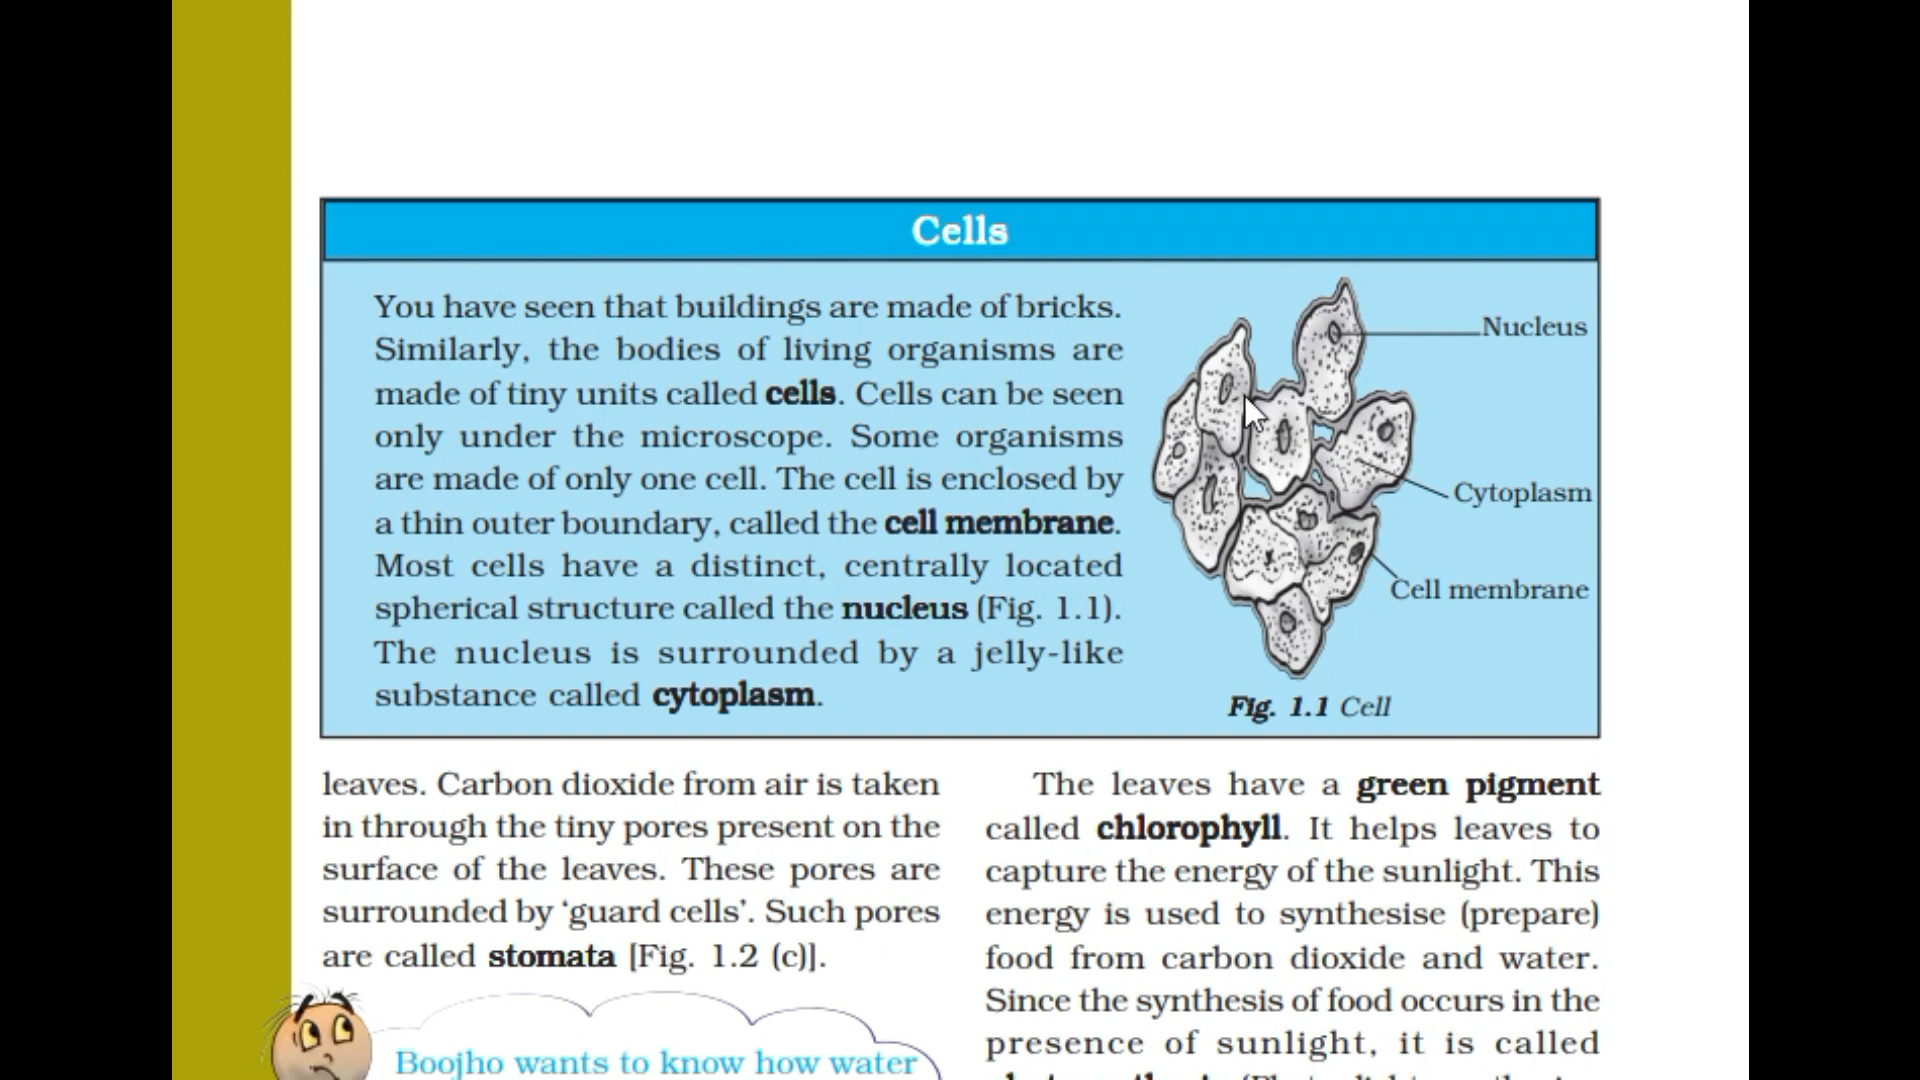 Cells
You have seen that buildings are made of bricks.
Similarly, the bodies of living organisms are
made of tiny units called cells. Cells can be seen
only under the microscope. Some organisms
are made of only one cell. The cell is enclosed by
a thin outer boundary, called the cell membrane.
Most cells have a distinct, centrally located
spherical structure called the nucleus (Fig. 1.1).
The nucleus is surrounded by a jelly-like
substance called cytoplasm.
Nucleus
Cytoplasm
Cell membrane
Fig. 1.1 Cell
leaves. Carbon dioxide from air is taken
in through the tiny pores present on the
surface of the leaves. These pores are
surrounded by ‘guard cells’. Such pores
are called stomata [Fig. 1.2 (c)].
Boojho wants to know how water
The leaves have a green pigment
called chlorophyll. It helps leaves to
capture the energy of the sunlight. This
energy is used to synthesise (prepare)
food from carbon dioxide and water.
Since the synthesis of food occurs in the
presence of sunlight, it is called